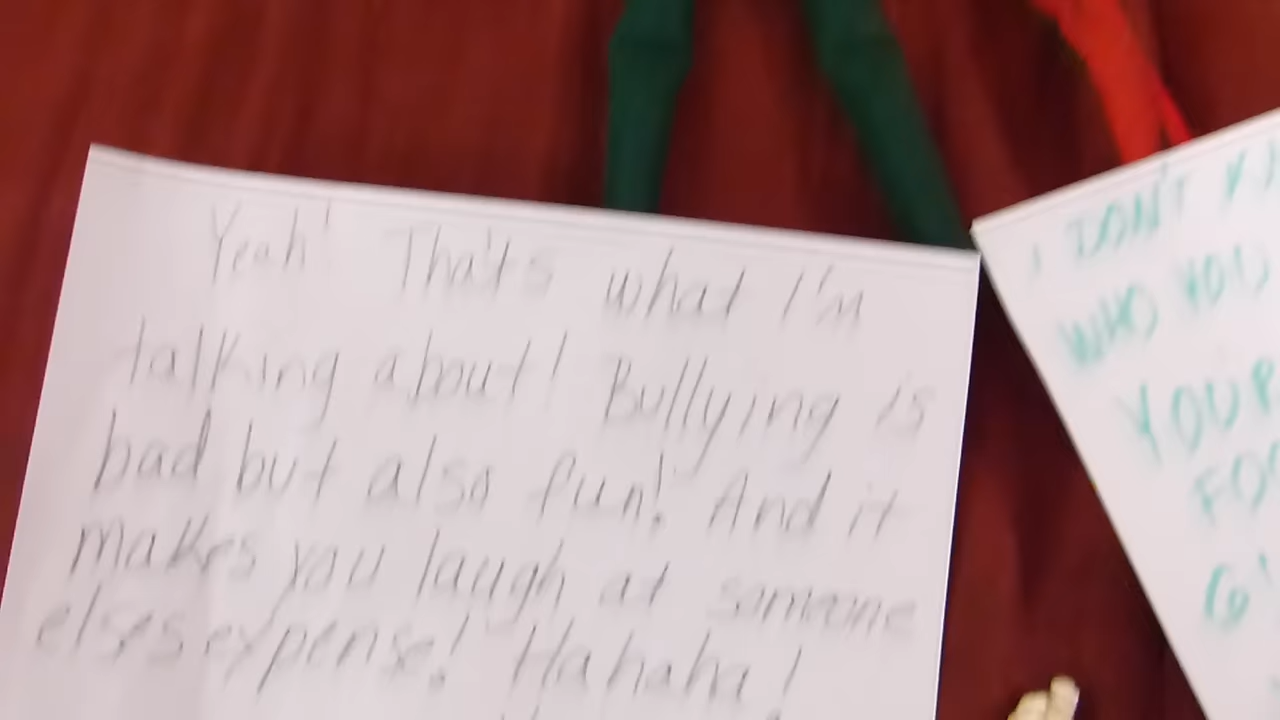 Yeah! That's what I'm
talking about! Bullying is
bad but also fun! And it
makes you laugh at someone
elses expense! Hahaha!
I DON'T
WHO YOU
YOUR